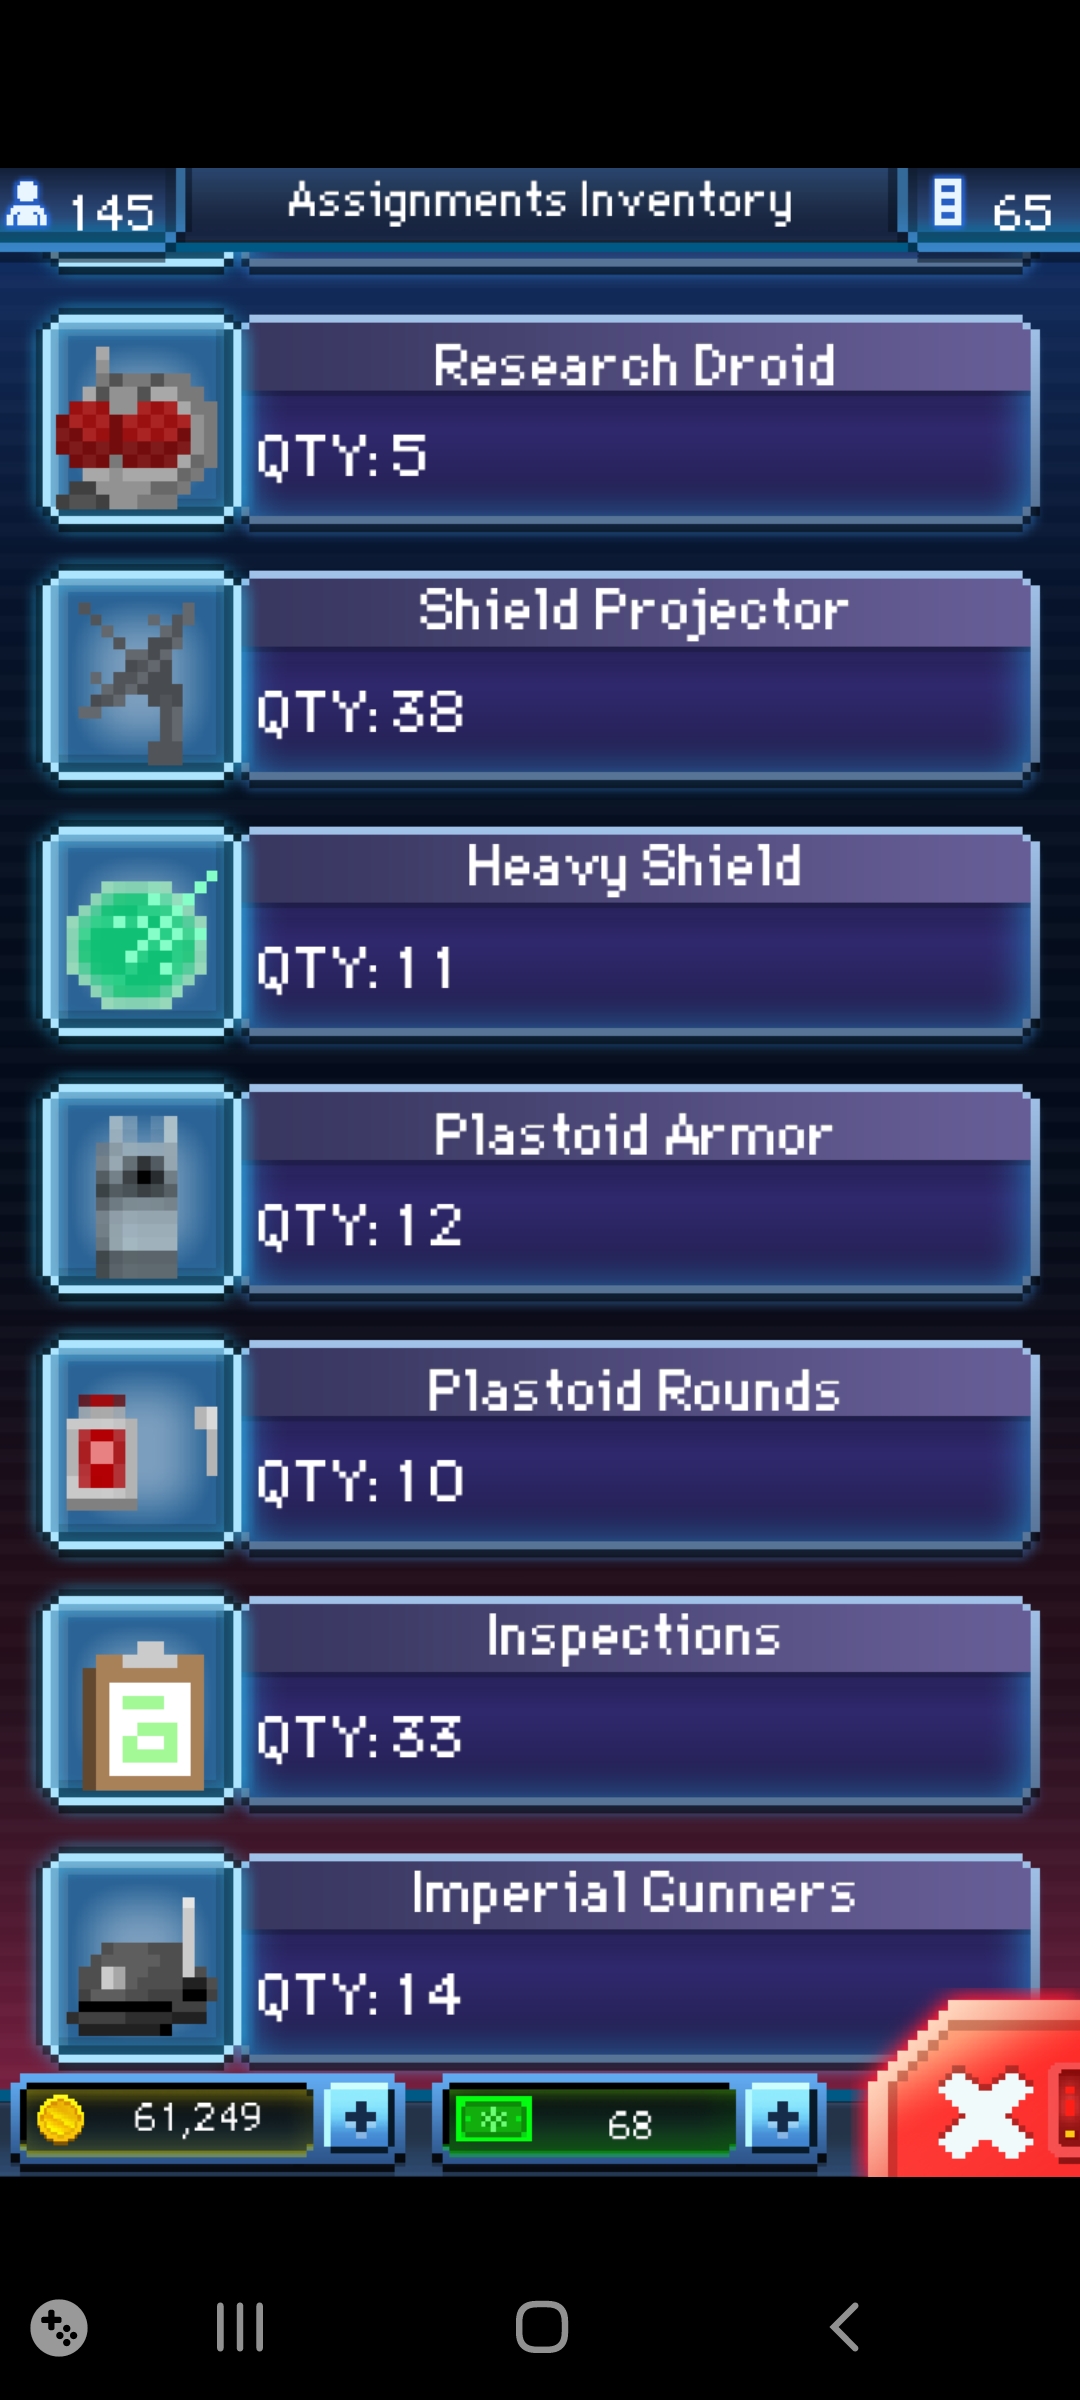 145
Assignments Inventory
65
Research Droid
QTY: 5
Shield Projector
QTY: 38
Heavy Shield
QTY: 11
Plastoid Armor
QTY: 12
Plastoid Rounds
QTY: 10
Inspections
QTY: 33
Imperial Gunners
QTY: 14
61,249
68